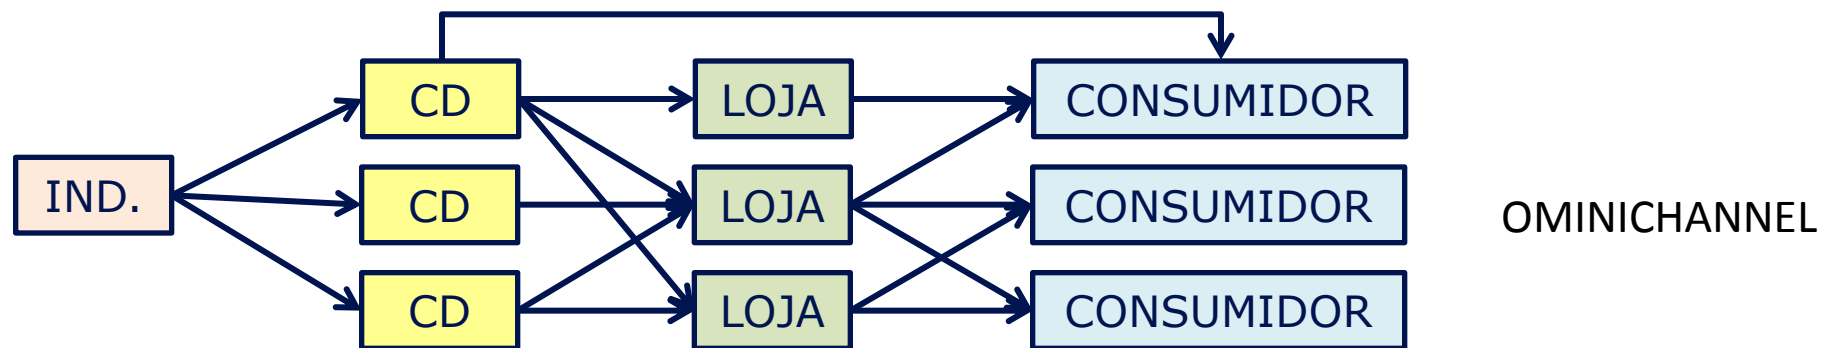 CD
LOJA
CONSUMIDOR
IND.
CD
LOJA
CONSUMIDOR
OMINICHANNEL
CD
LOJA
CONSUMIDOR